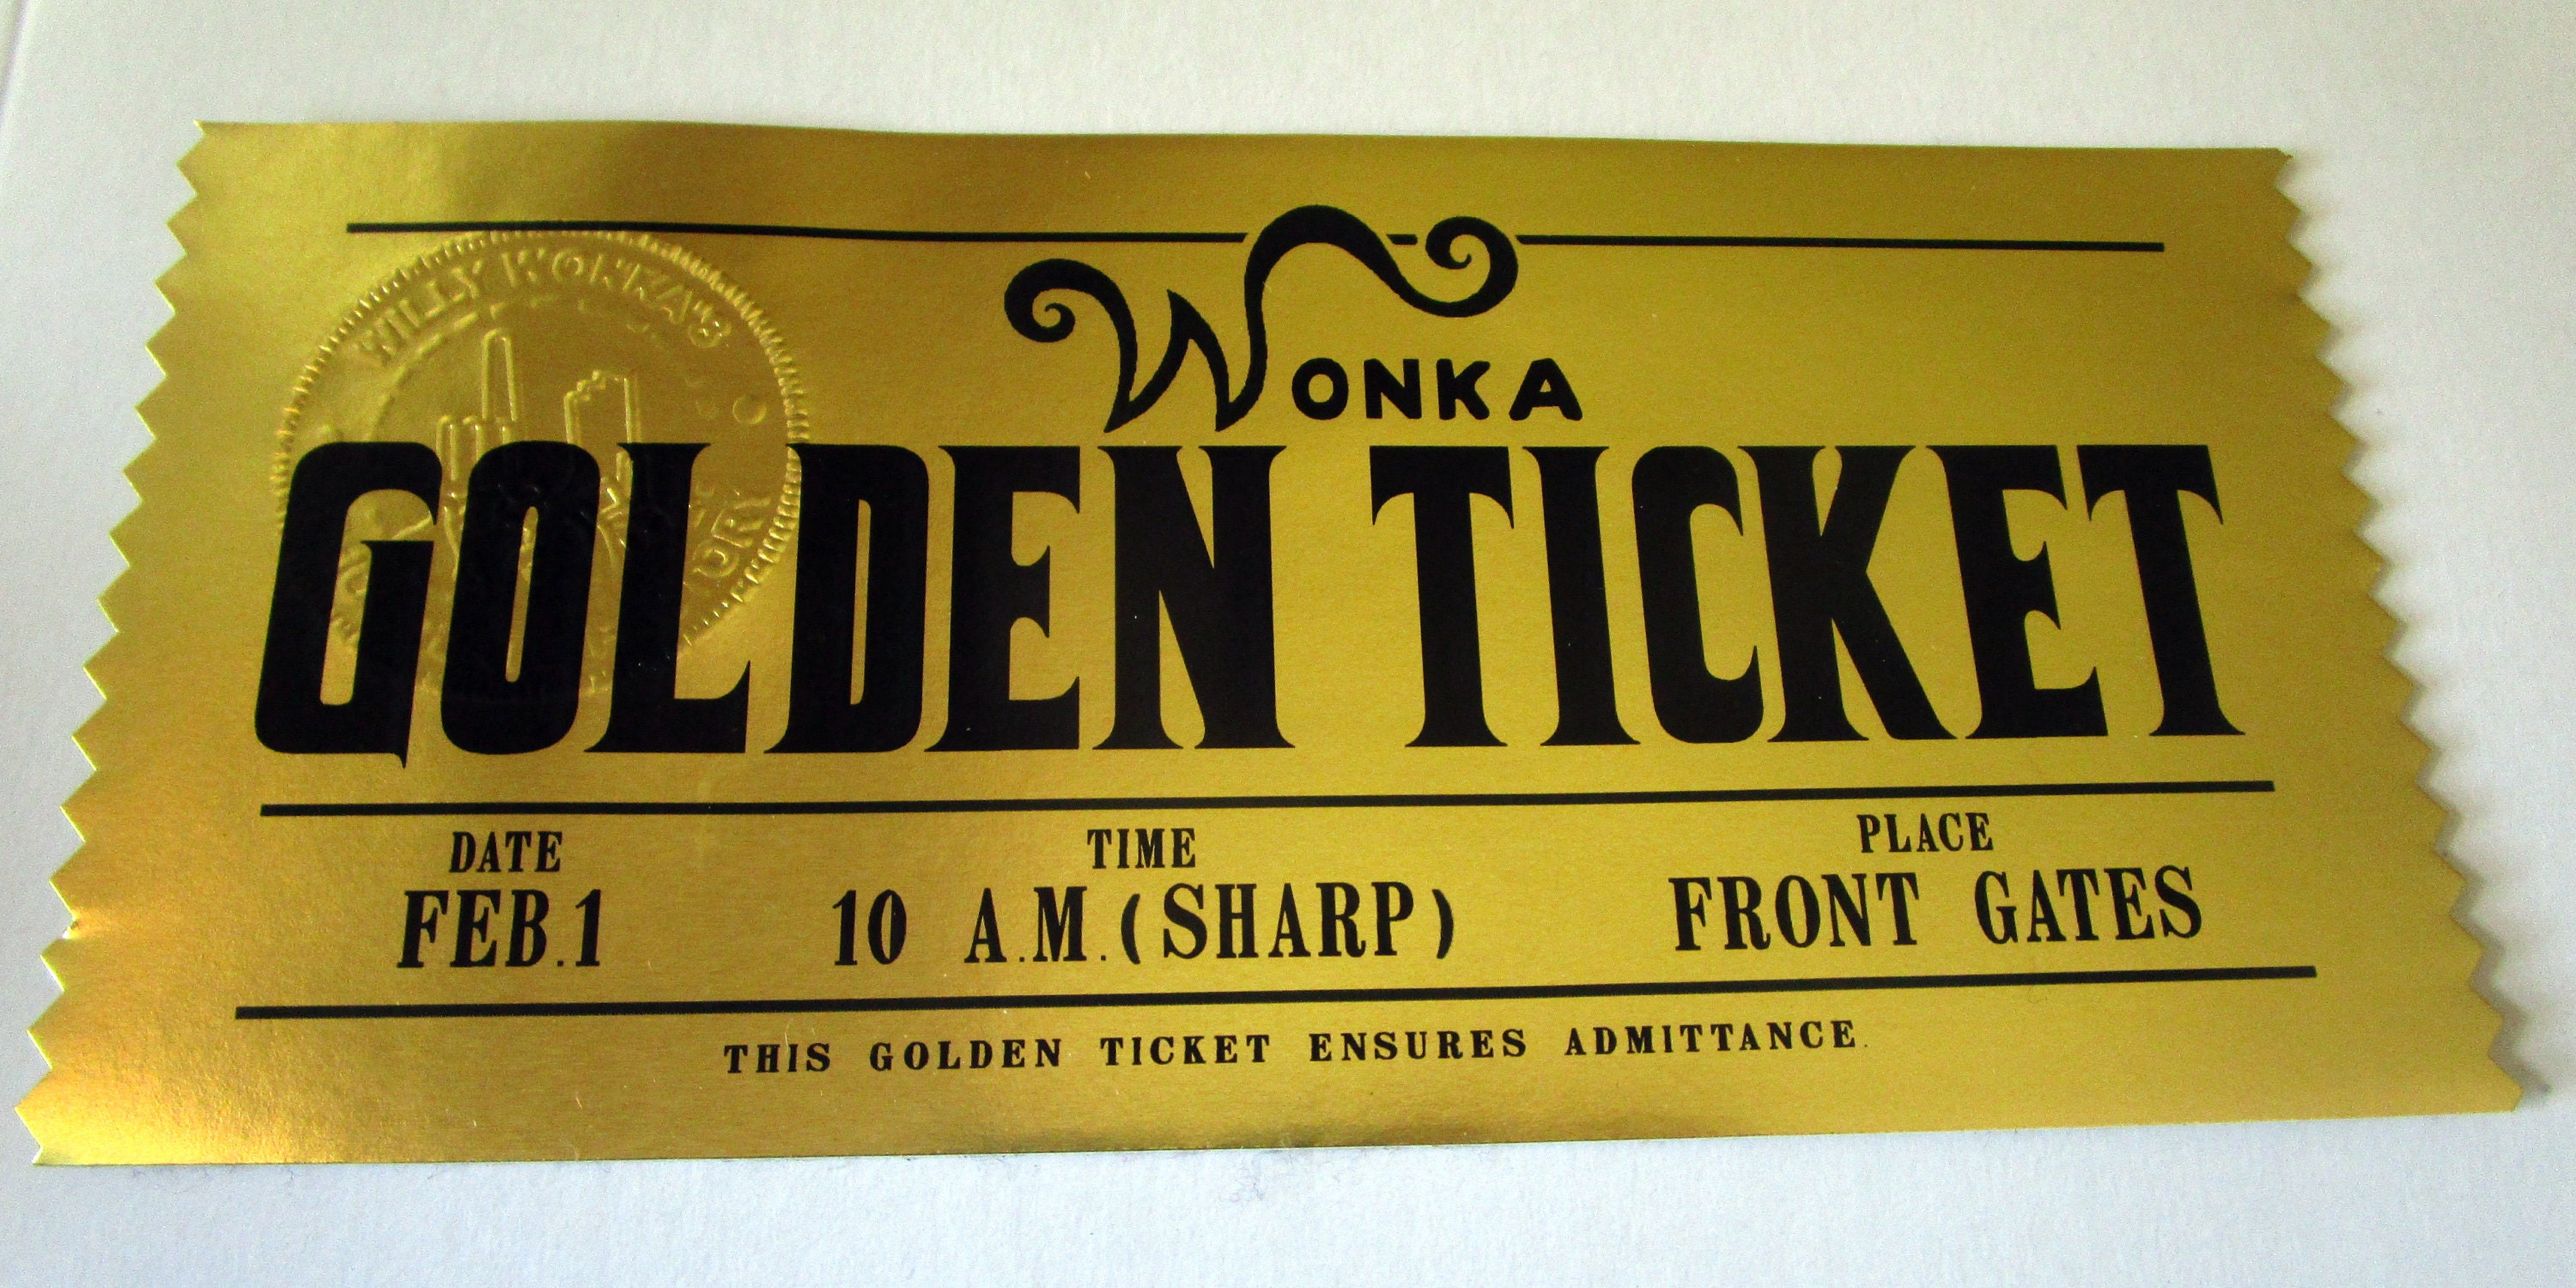 WILLY WONKA'S
WONKA
GOLDEN TICKET
DATE
FEB.1
TIME
10 A.M.(SHARP)
PLACE
FRONT GATES
THIS GOLDEN TICKET ENSURES ADMITTANCE.